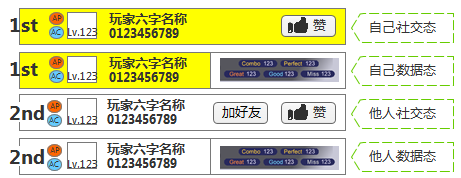 1st AP AC Lv.123 玩家六字名称 0123456789 赞 自己社交态
1st AP AC Lv.123 玩家六字名称 0123456789 Combo 123 Perfect 123 Great 123 Good 123 Miss 123 自己数据态
2nd AP AC Lv.123 玩家六字名称 0123456789 加好友 赞 他人社交态
2nd AP AC Lv.123 玩家六字名称 0123456789 Combo 123 Perfect 123 Great 123 Good 123 Miss 123 他人数据态